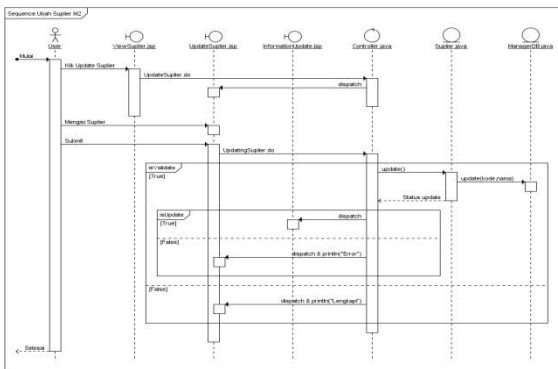 Sequence Ubah Suplier M2
User
ViewSuplier.jsp
UpdateSuplier.jsp
InformationUpdate.jsp
Controller.java
Suplier.java
ManagerDB.java
Mulai
Klik Update Suplier
UpdateSuplier.do
dispatch
Mengisi Suplier
Submit
UpdatingSuplier.do
isValidate
[True]
update()
update(kode,nama)
Status update
isUpdate
[True]
dispatch
[False]
dispatch & println("Error")
[False]
dispatch & println("Lengkapi")
Selesai